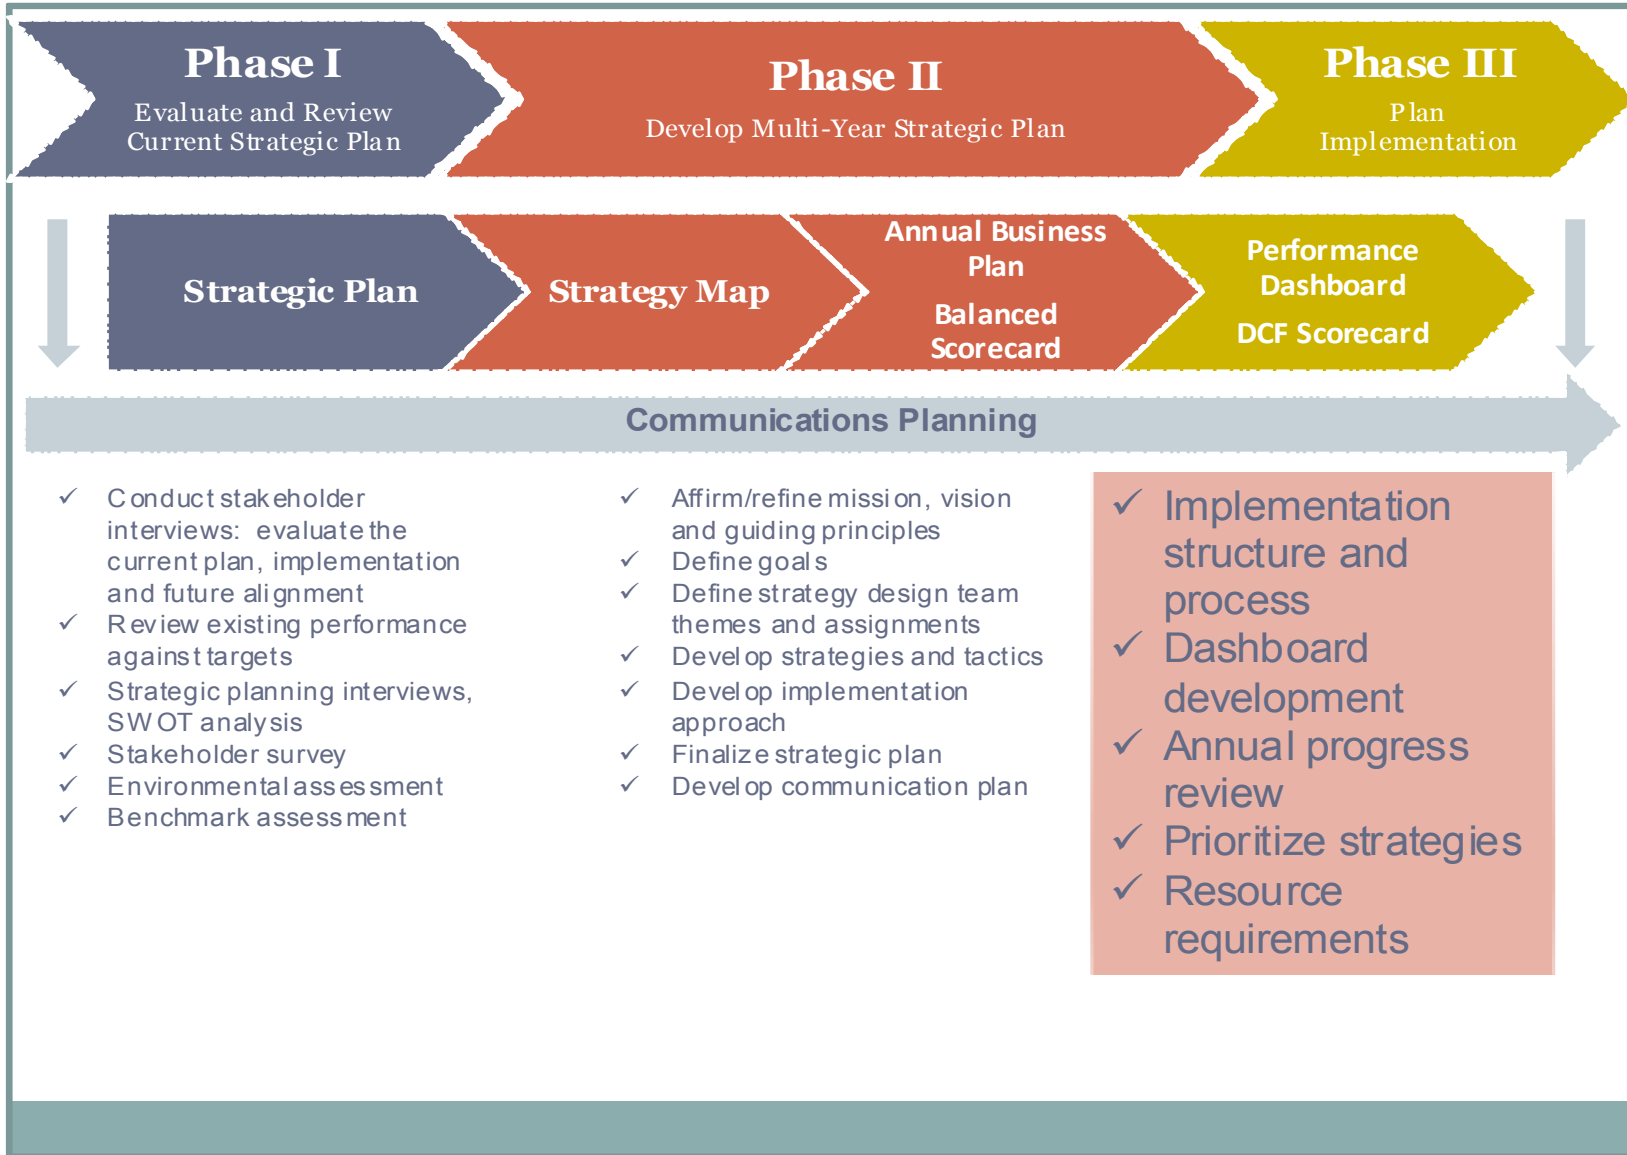 Phase I
Evaluate and Review
Current Strategic Plan
Phase II
Develop Multi-Year Strategic Plan
Phase III
Plan
Implementation
Strategic Plan
Strategy Map
Annual Business
Plan
Balanced
Scorecard
Performance
Dashboard
DCF Scorecard
Communications Planning
✓ Conduct stakeholder
interviews: evaluate the
current plan, implementation
and future alignment
✓ Review existing performance
against targets
✓ Strategic planning interviews,
SWOT analysis
✓ Stakeholder survey
✓ Environmental assessment
✓ Benchmark assessment
✓ Affirm/refine mission, vision
and guiding principles
✓ Define goals
✓ Define strategy design team
themes and assignments
✓ Develop strategies and tactics
✓ Develop implementation
approach
✓ Finalize strategic plan
✓ Develop communication plan
✓ Implementation
structure and
process
✓ Dashboard
development
✓ Annual progress
review
✓ Prioritize strategies
✓ Resource
requirements